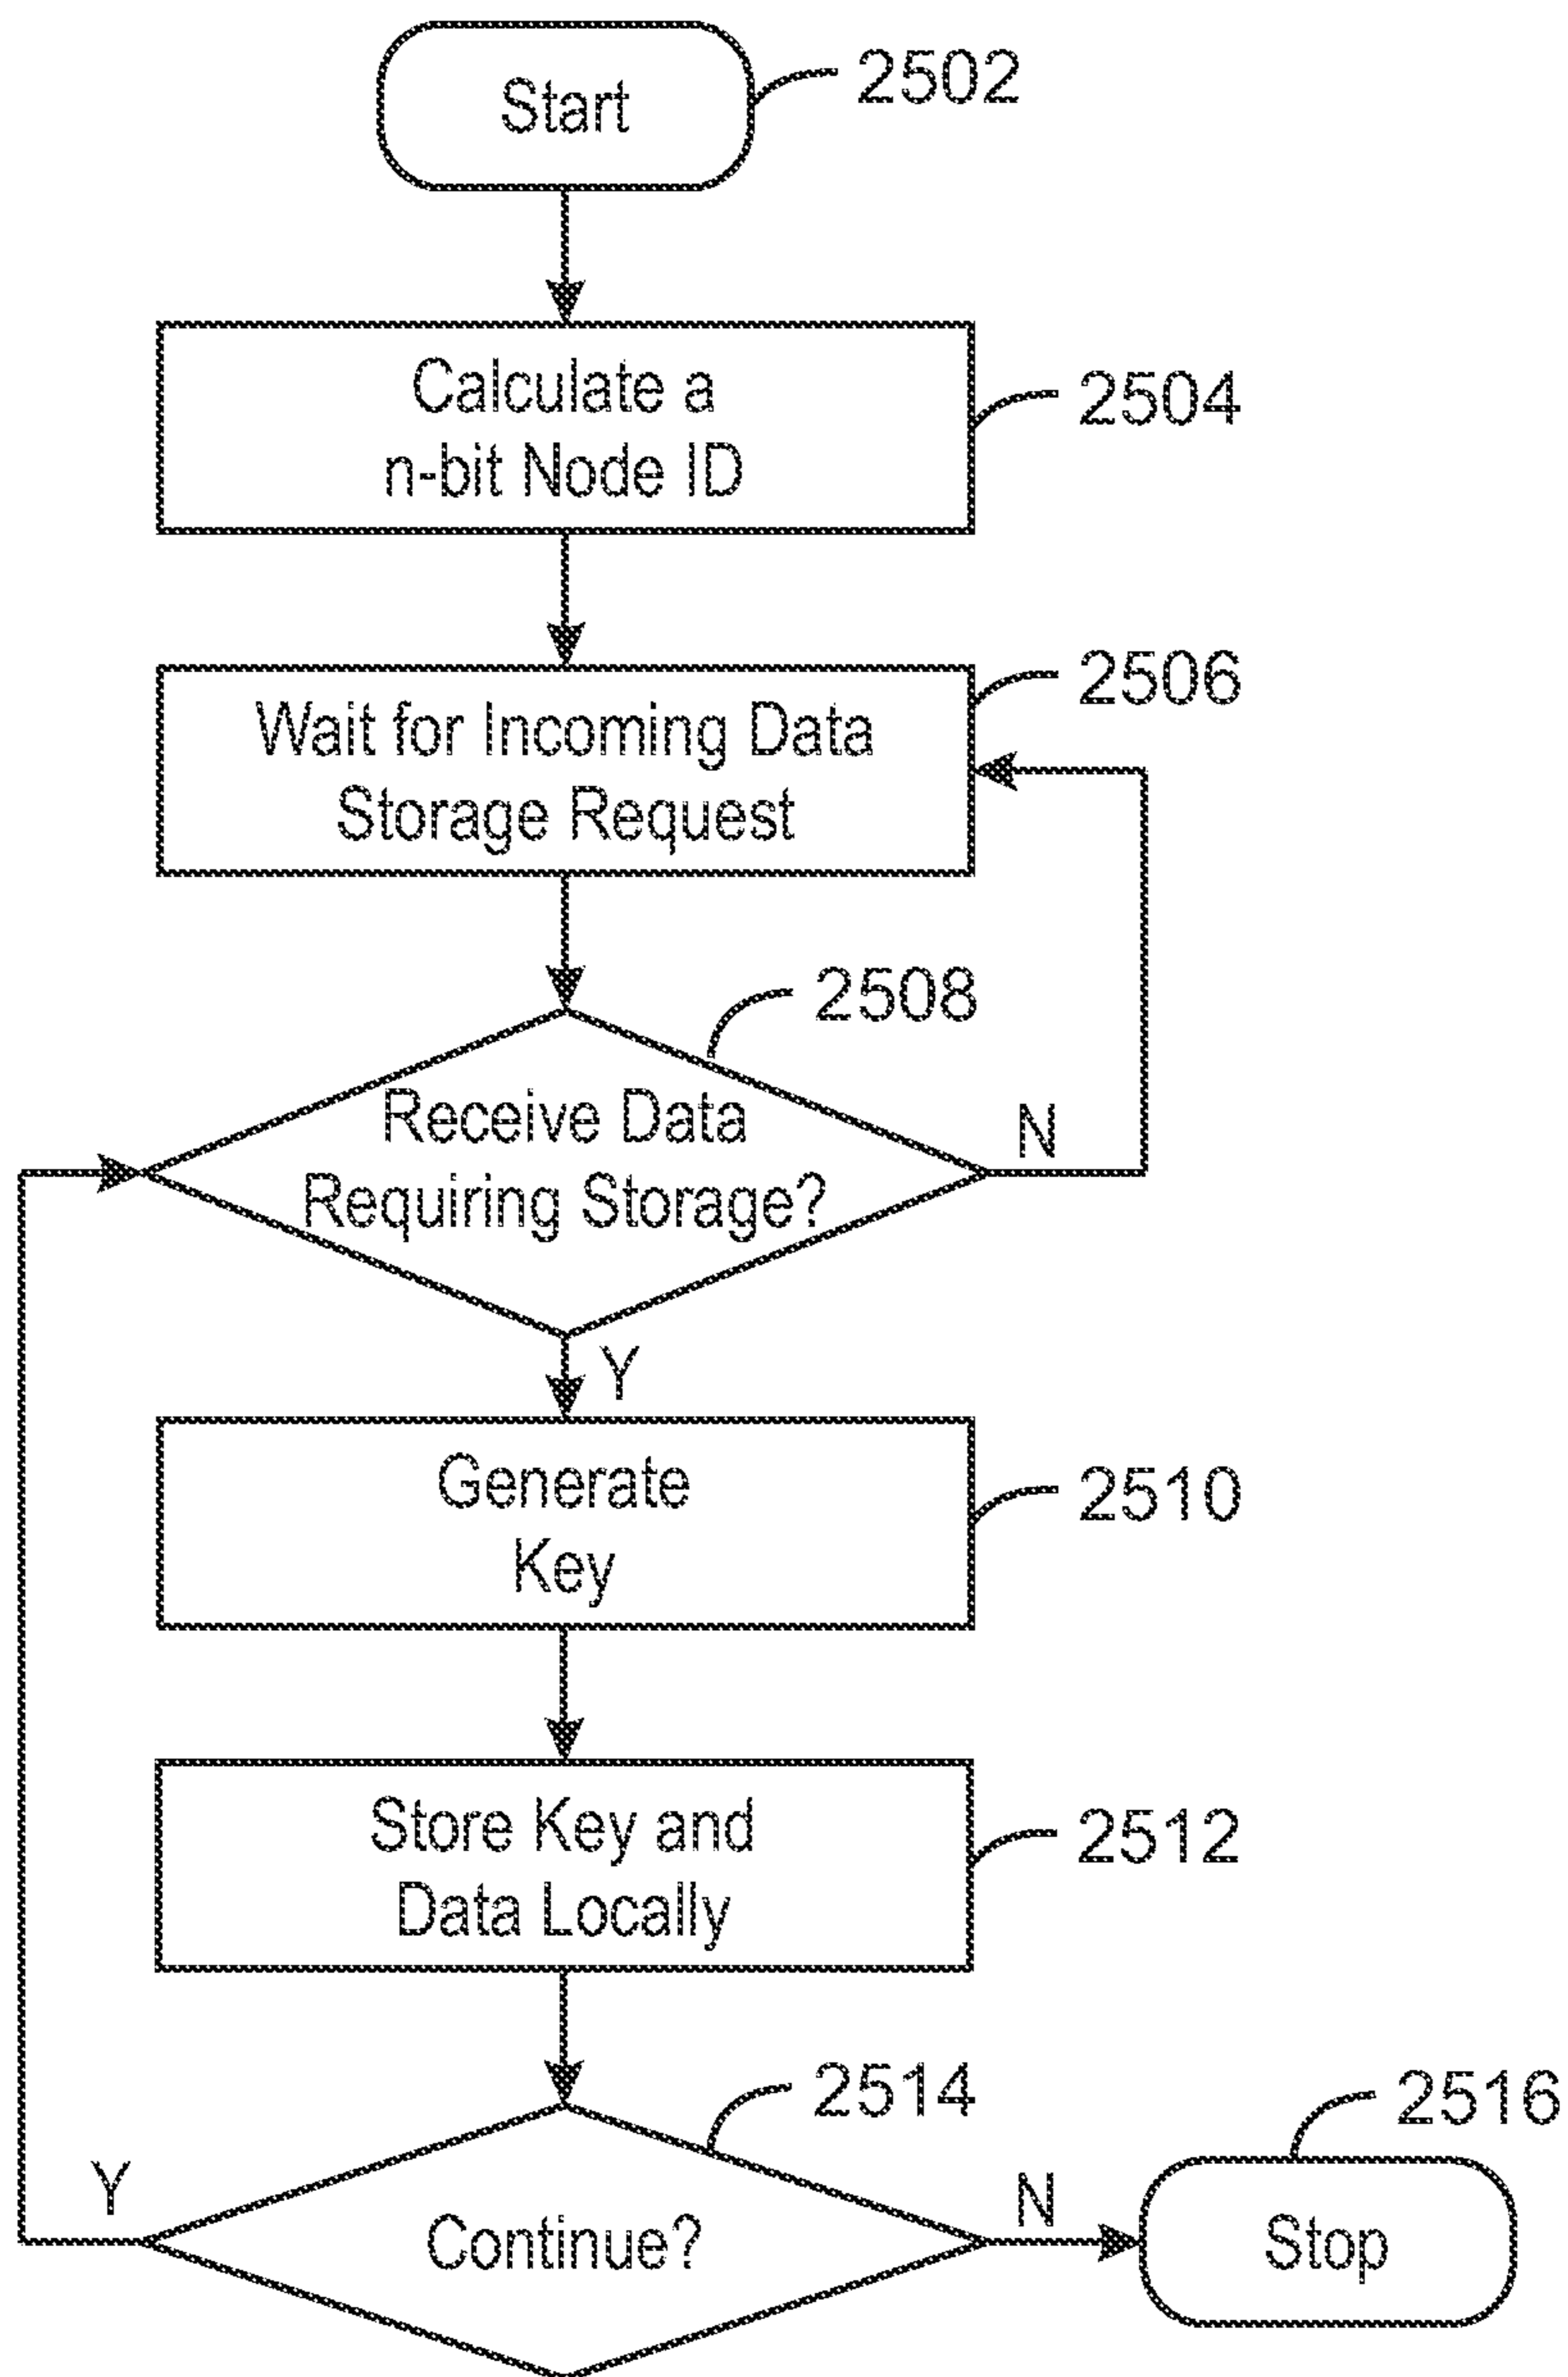 Start
2502
Calculate a
n-bit Node ID
2504
Wait for Incoming Data
Storage Request
2506
2508
Receive Data
Requiring Storage?
N
Y
Generate
Key
2510
Store Key and
Data Locally
2512
2514
2516
Y
Continue?
N
Stop